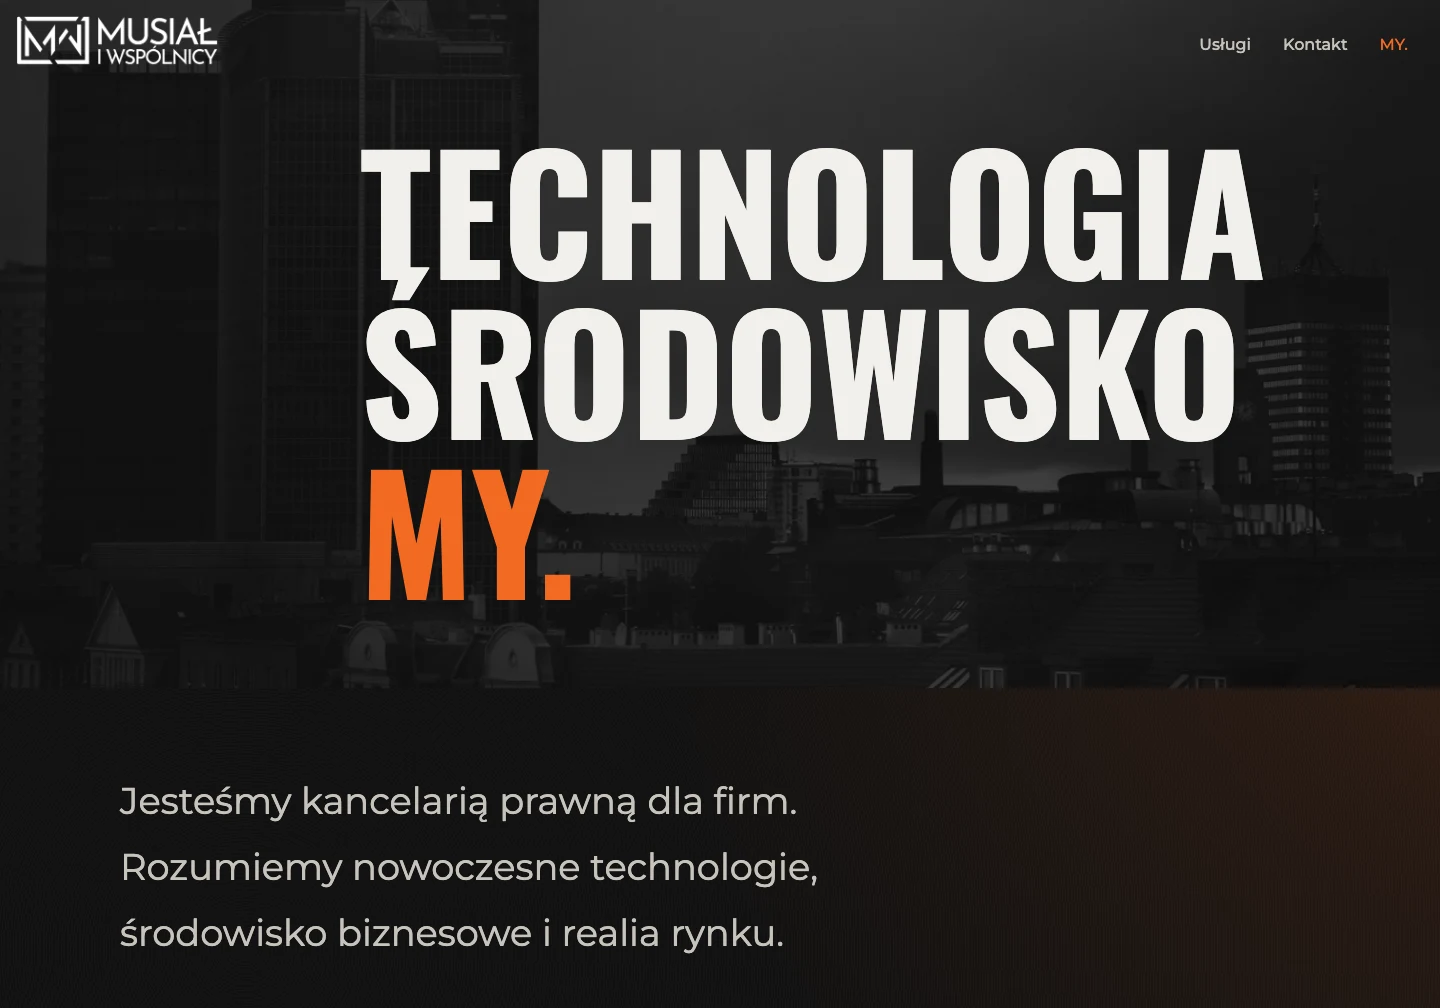 MW MUSIAŁ
I WSPÓLNICY
Usługi Kontakt MY.
TECHNOLOGIA
ŚRODOWISKO
MY.
Jesteśmy kancelarią prawną dla firm.
Rozumiemy nowoczesne technologie,
środowisko biznesowe i realia rynku.